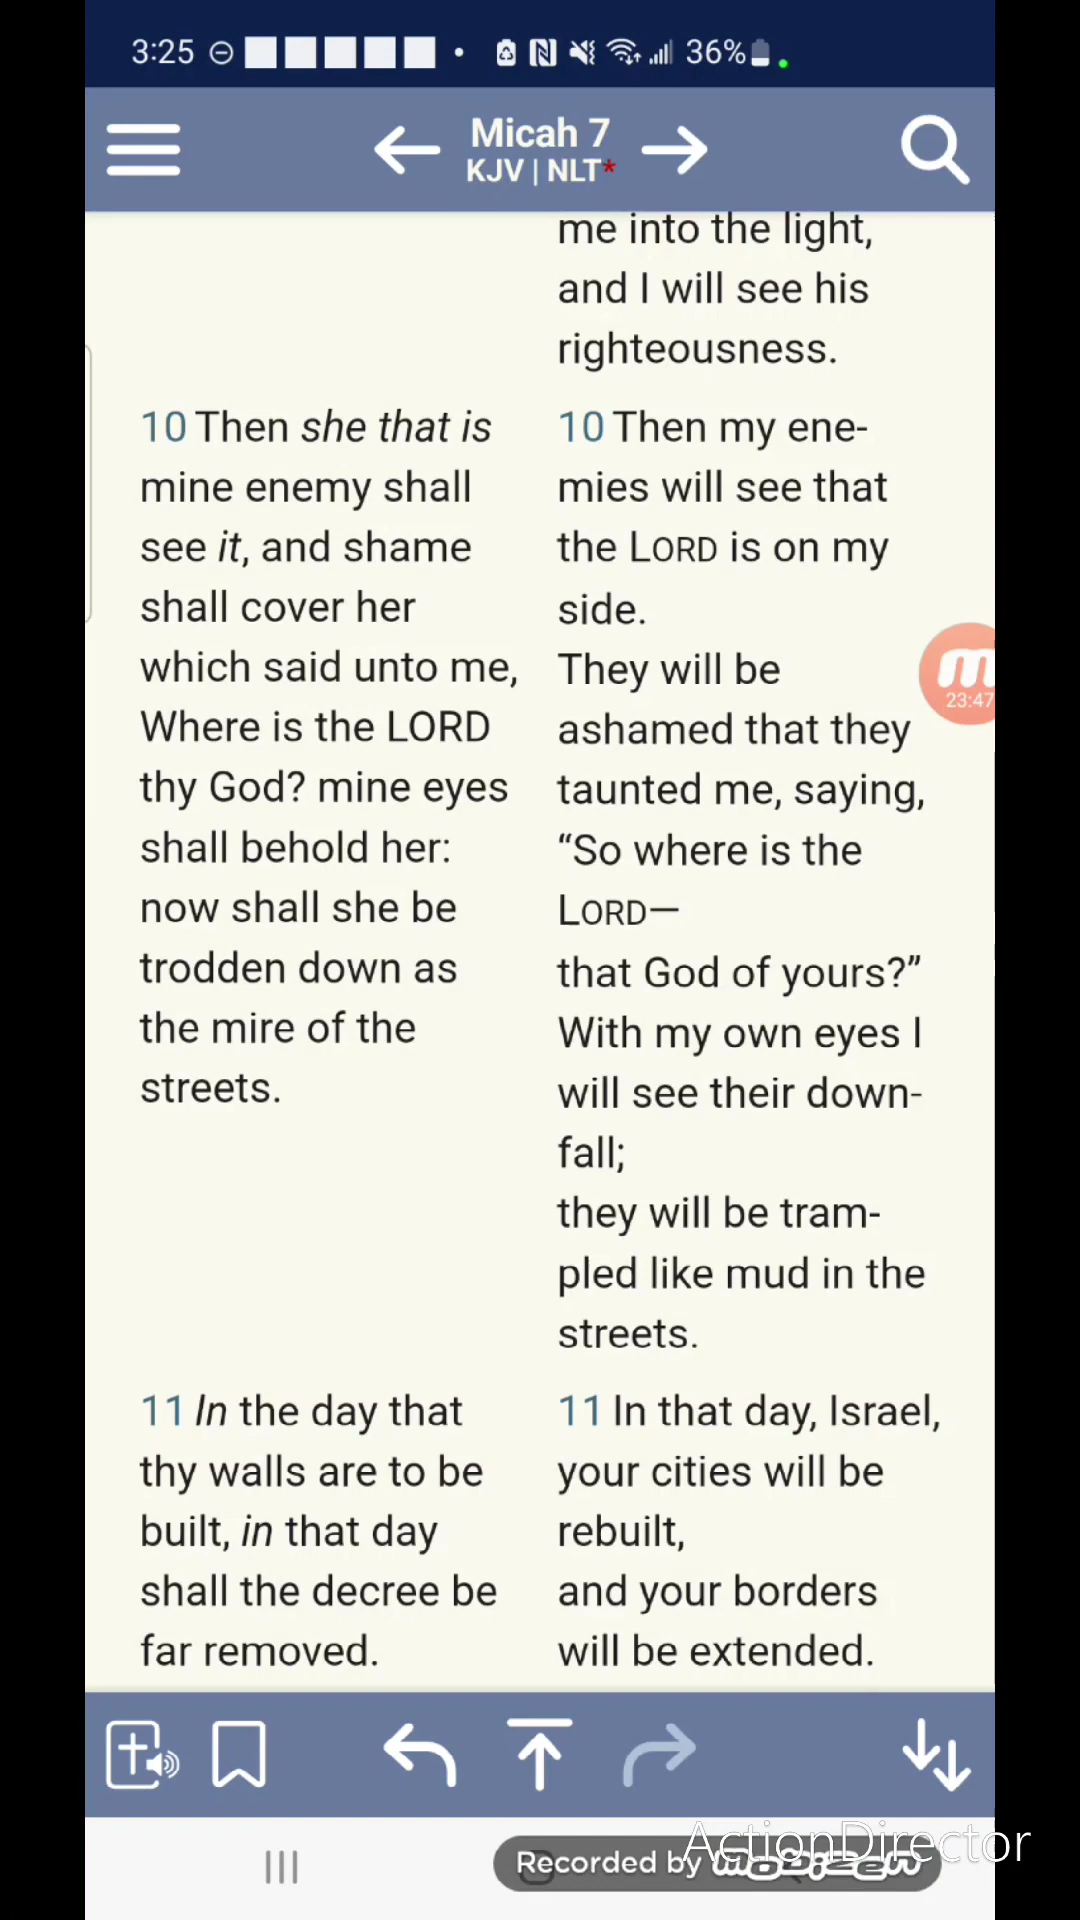 3:25 36%
Micah 7
KJV | NLT*
me into the light,
and I will see his
righteousness.
10 Then she that is
mine enemy shall
see it, and shame
shall cover her
which said unto me,
Where is the LORD
thy God? mine eyes
shall behold her:
now shall she be
trodden down as
the mire of the
streets.
10 Then my ene-
mies will see that
the LORD is on my
side.
They will be
ashamed that they
taunted me, saying,
“So where is the
LORD—
that God of yours?”
With my own eyes I
will see their down-
fall;
they will be tram-
pled like mud in the
streets.
m
23:47
11 In the day that
thy walls are to be
built, in that day
shall the decree be
far removed.
11 In that day, Israel,
your cities will be
rebuilt,
and your borders
will be extended.
ActionDirector
Recorded by MOBIZEN